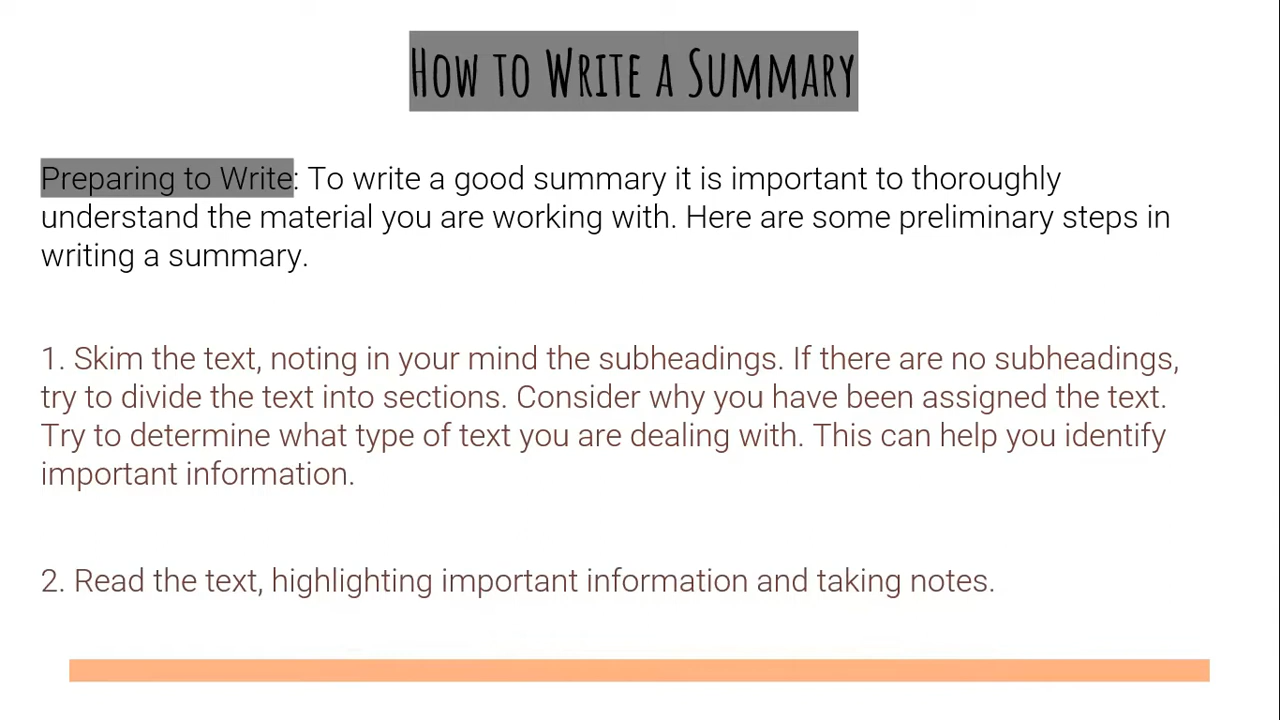 How to Write a Summary
Preparing to Write: To write a good summary it is important to thoroughly
understand the material you are working with. Here are some preliminary steps in
writing a summary.
1. Skim the text, noting in your mind the subheadings. If there are no subheadings,
try to divide the text into sections. Consider why you have been assigned the text.
Try to determine what type of text you are dealing with. This can help you identify
important information.
2. Read the text, highlighting important information and taking notes.